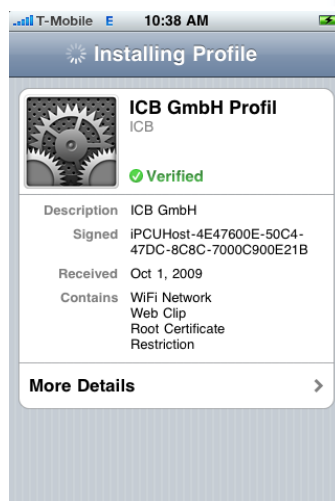 T-Mobile E 10:38 AM
Installing Profile
ICB GmbH Profil
ICB
Verified
Description ICB GmbH
Signed iPCUHost-4E47600E-50C4-
47DC-8C8C-7000C900E21B
Received Oct 1, 2009
Contains WiFi Network
Web Clip
Root Certificate
Restriction
More Details